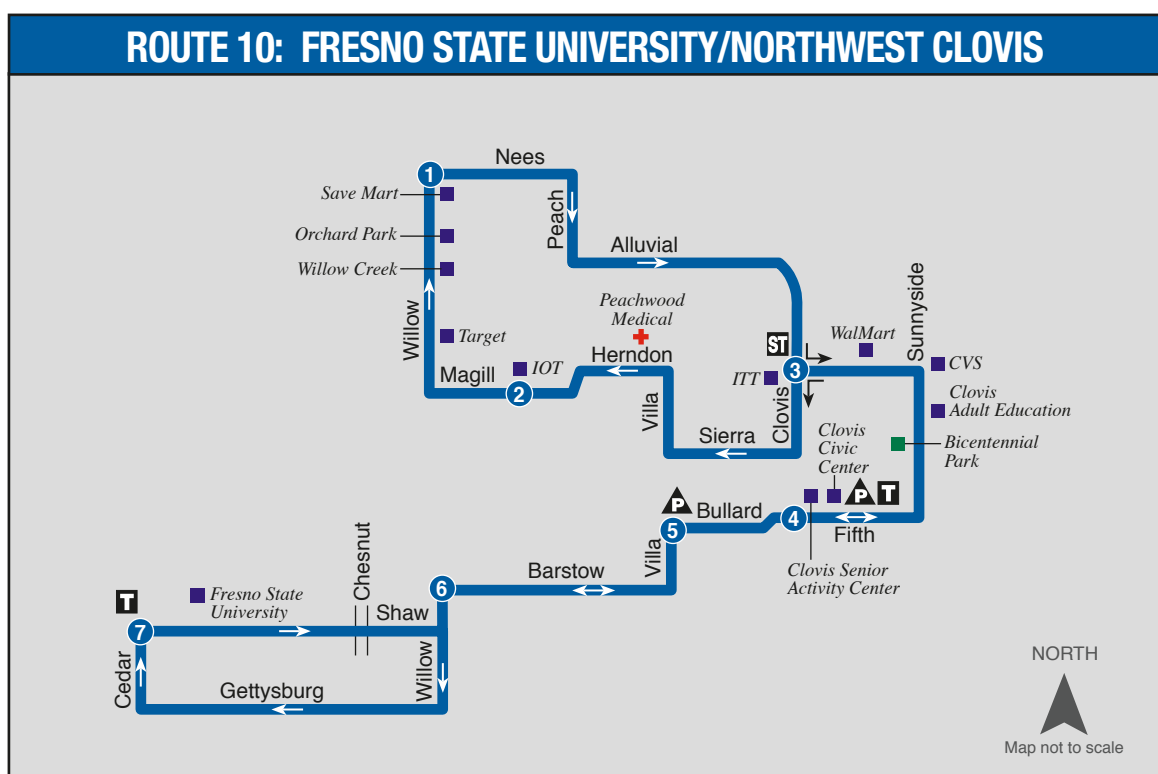 ROUTE 10: FRESNO STATE UNIVERSITY/NORTHWEST CLOVIS
1
Nees
Save Mart
Peach
Orchard Park
Alluvial
Willow Creek
Sunnyside
Peachwood
Medical
Willow
Target
ST
WalMart
Herndon
3
CVS
IOT
ITT
Magill
2
Clovis
Adult Education
Villa
Clovis
Sierra
Clovis
Civic
Center
Bicentennial
Park
P
T
P
Bullard
4
5
Fifth
Villa
Clovis Senior
Activity Center
Chesnut
Barstow
6
T
Fresno State
University
Shaw
7
Cedar
Willow
Gettysburg
NORTH
Map not to scale